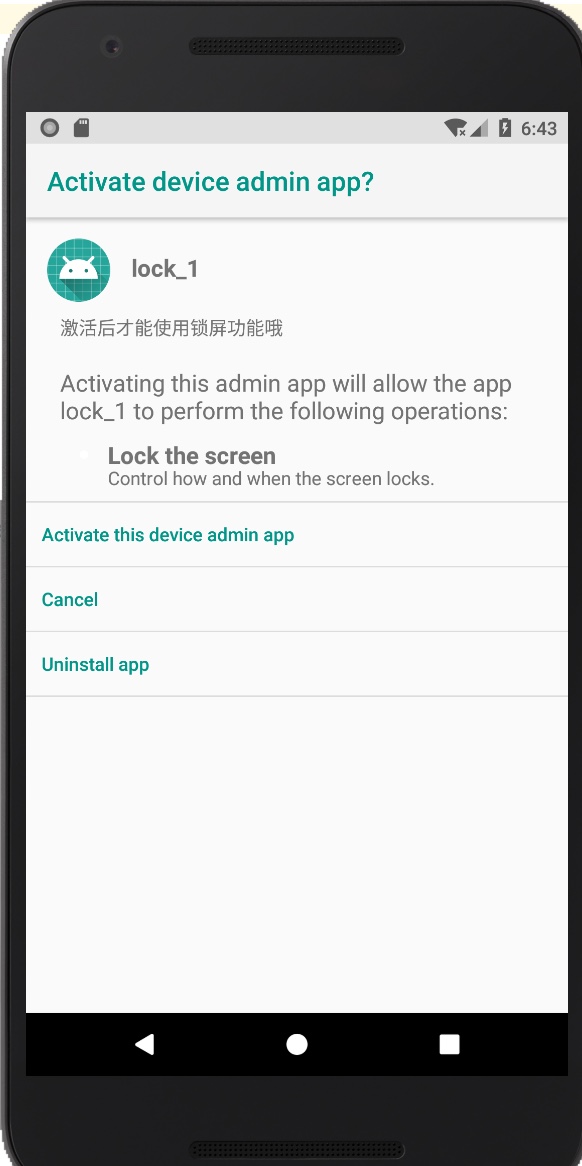 6:43
Activate device admin app?
lock_1
激活后才能使用锁屏功能哦
Activating this admin app will allow the app
lock_1 to perform the following operations:
Lock the screen
Control how and when the screen locks.
Activate this device admin app
Cancel
Uninstall app